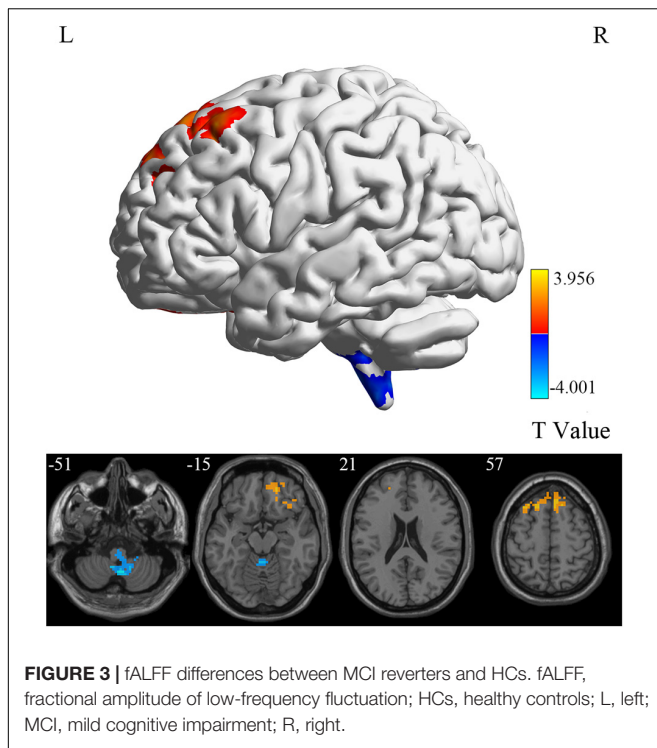 L
R
3.956
-4.001
T Value
-51
-15
21
57
FIGURE 3 | fALFF differences between MCI reverters and HCs. fALFF,
fractional amplitude of low-frequency fluctuation; HCs, healthy controls; L, left;
MCI, mild cognitive impairment; R, right.